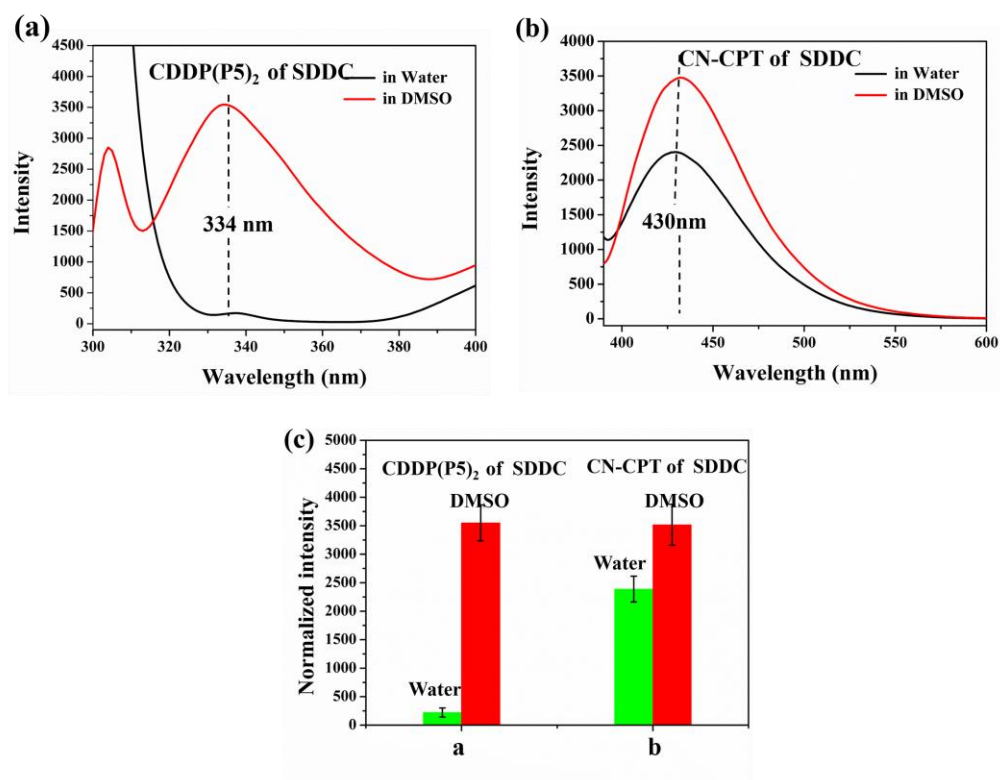 (a)
4500
4000
3500
3000
2500
2000
1500
1000
500
0
Intensity
CDDP(P5)₂ of SDDC
in Water
in DMSO
334 nm
300 320 340 360 380 400
Wavelength (nm)
(b)
4000
3500
3000
2500
2000
1500
1000
500
0
Intensity
CN-CPT of SDDC
in Water
in DMSO
430nm
400 450 500 550 600
Wavelength (nm)
(c)
5000
4500
4000
3500
3000
2500
2000
1500
1000
500
0
Normalized intensity
CDDP(P5)₂ of SDDC
DMSO
Water
CN-CPT of SDDC
DMSO
Water
a b